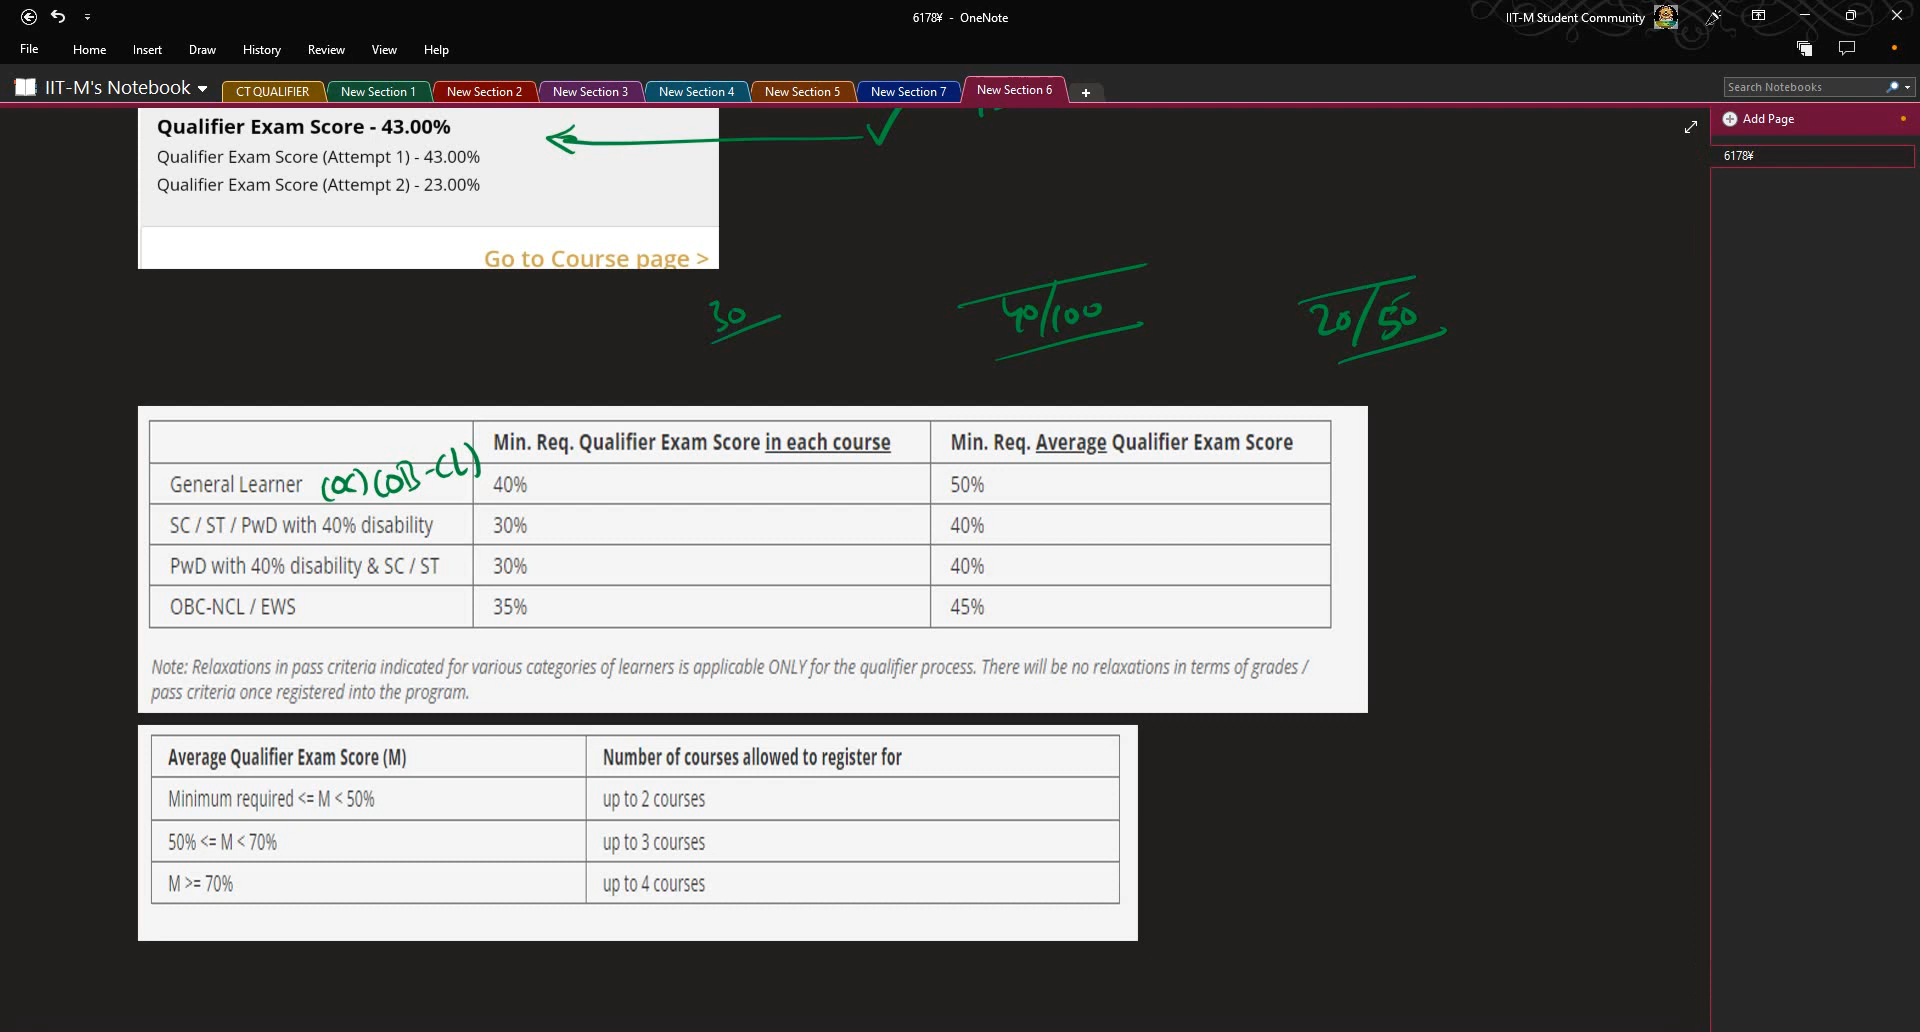 6178¥ - OneNote
IIT-M Student Community
File Home Insert Draw History Review View Help
IIT-M's Notebook CT QUALIFIER New Section 1 New Section 2 New Section 3 New Section 4 New Section 5 New Section 7 New Section 6
Search Notebooks
Add Page
6178¥
Qualifier Exam Score - 43.00%
Qualifier Exam Score (Attempt 1) - 43.00%
Qualifier Exam Score (Attempt 2) - 23.00%
Go to Course page >
30 40/100 20/50
Min. Req. Qualifier Exam Score in each course Min. Req. Average Qualifier Exam Score
General Learner 40% 50%
SC / ST / PwD with 40% disability 30% 40%
PwD with 40% disability & SC / ST 30% 40%
OBC-NCL / EWS 35% 45%
Note: Relaxations in pass criteria indicated for various categories of learners is applicable ONLY for the qualifier process. There will be no relaxations in terms of grades /
pass criteria once registered into the program.
Average Qualifier Exam Score (M) Number of courses allowed to register for
Minimum required <= M < 50% up to 2 courses
50% <= M < 70% up to 3 courses
M >= 70% up to 4 courses